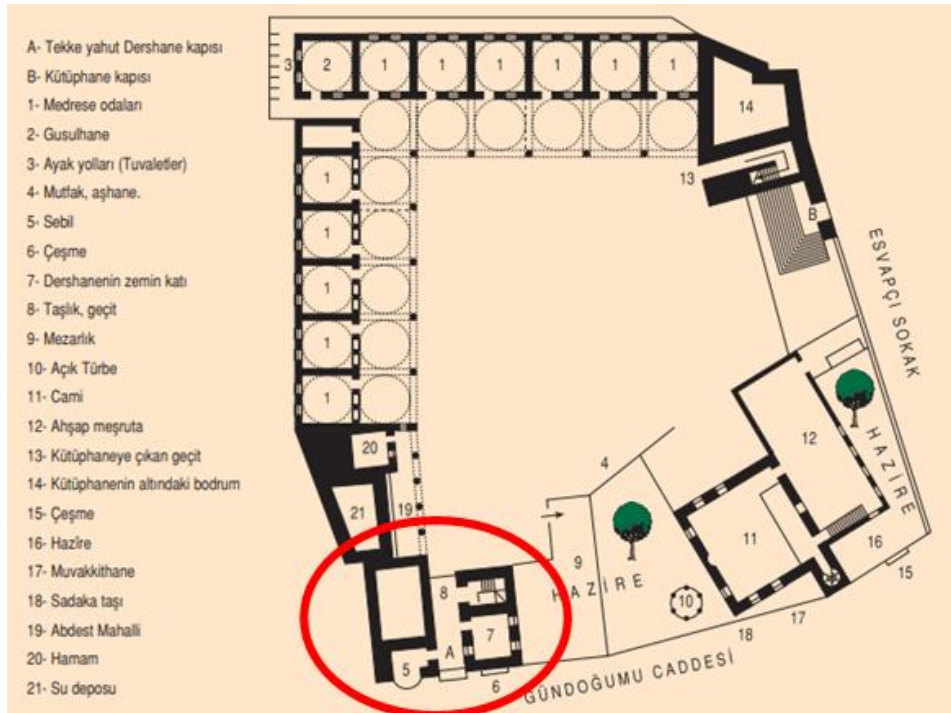 A- Tekke yahut Dershane kapısı
B- Kütüphane kapısı
1- Medrese odaları
2- Gusulhane
3- Ayak yolları (Tuvaletler)
4- Mutfak, aşhane.
5- Sebil
6- Çeşme
7- Dershanenin zemin katı
8- Taşlık, geçit
9- Mezarlık
10- Açık Türbe
11- Cami
12- Ahşap meşruta
13- Kütüphaneye çıkan geçit
14- Kütüphanenin altındaki bodrum
15- Çeşme
16- Hazîre
17- Muvakkithane
18- Sadaka taşı
19- Abdest Mahalli
20- Hamam
21- Su deposu
3 2 1 1 1 1 1 1
14
13
B
1
1
1
1
1
ESVAPÇI SOKAK
HAZİRE
12
20
4
21
19
11
16
9
HAZİRE
15
8
10
7
17
18
A
5
6
GÜNDOĞUMU CADDESİ